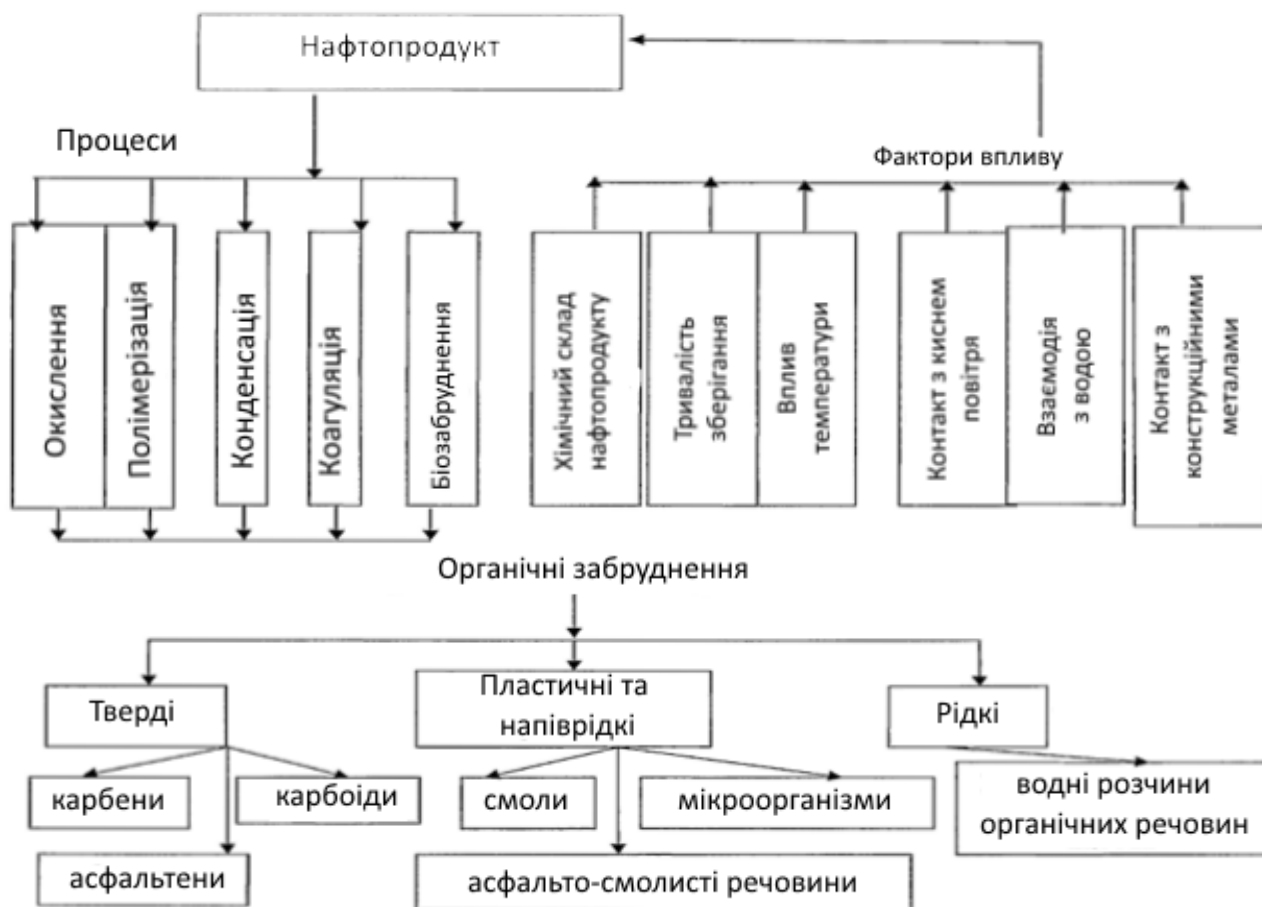 Нафтопродукт
Процеси
Фактори впливу
Окислення
Полімерізація
Конденсація
Коагуляція
Біозабруднення
Хімічний склад
нафтопродукту
Тривалість
зберігання
Вплив
температури
Контакт з киснем
повітря
Взаємодія
з водою
Контакт з
конструкційними
металами
Органічні забруднення
Тверді
Пластичні та
напіврідкі
Рідкі
карбени
карбоіди
смоли
мікроорганізми
водні розчини
органічних речовин
асфальтени
асфальто-смолисті речовини